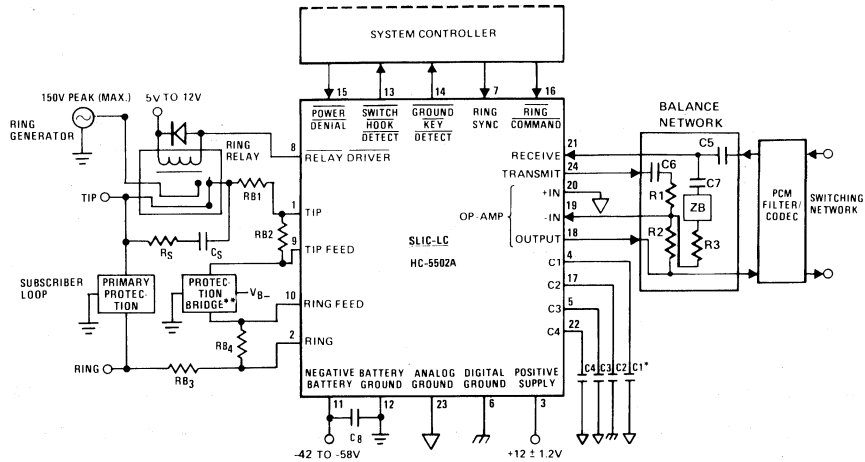 SYSTEM CONTROLLER
15
13
14
7
16
150V PEAK (MAX.)
5V TO 12V
RING
GENERATOR
RING
RELAY
8
POWER
DENIAL
SWITCH
HOOK
DETECT
GROUND
KEY
DETECT
RING
SYNC
RING
COMMAND
RELAY DRIVER
BALANCE
NETWORK
21
RECEIVE
24
TRANSMIT
20
+IN
19
-IN
OP-AMP
18
OUTPUT
C5
C6
C7
R1
ZB
R2
R3
PCM
FILTER/
CODEC
SWITCHING
NETWORK
TIP
RB1
1
TIP
RB2
9
TIP FEED
RS
CS
SLIC-LC
HC-5502A
4
C1
17
C2
5
C3
22
C4
SUBSCRIBER
LOOP
PRIMARY
PROTEC-
TION
PROTECTION
BRIDGE**
VB-
10
RING FEED
RB4
2
RING
RING
RB3
C4
C3
C2
C1*
NEGATIVE
BATTERY
BATTERY
GROUND
ANALOG
GROUND
DIGITAL
GROUND
POSITIVE
SUPPLY
11
12
23
6
3
C8
-42 TO -58V
+12 ± 1.2V